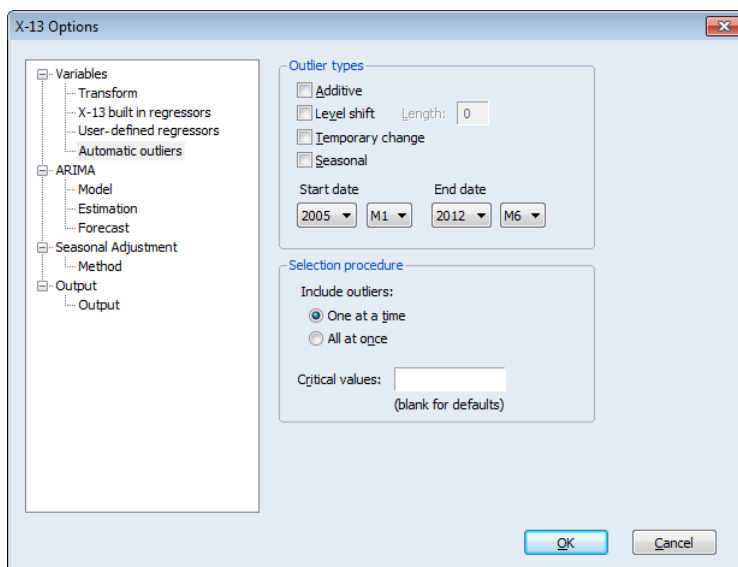 X-13 Options
Variables
Transform
X-13 built in regressors
User-defined regressors
Automatic outliers
ARIMA
Model
Estimation
Forecast
Seasonal Adjustment
Method
Output
Output
Outlier types
Additive
Level shift Length: 0
Temporary change
Seasonal
Start date End date
2005 M1 2012 M6
Selection procedure
Include outliers:
One at a time
All at once
Critical values:
(blank for defaults)
OK Cancel